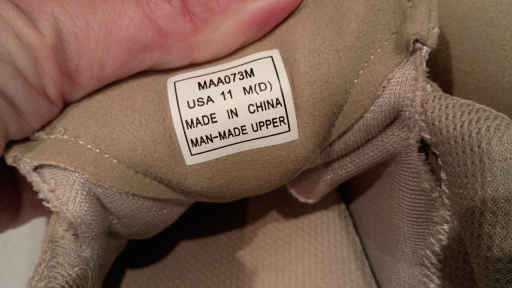 MAA073M
USA 11 M(D)
MADE IN CHINA
MAN-MADE UPPER